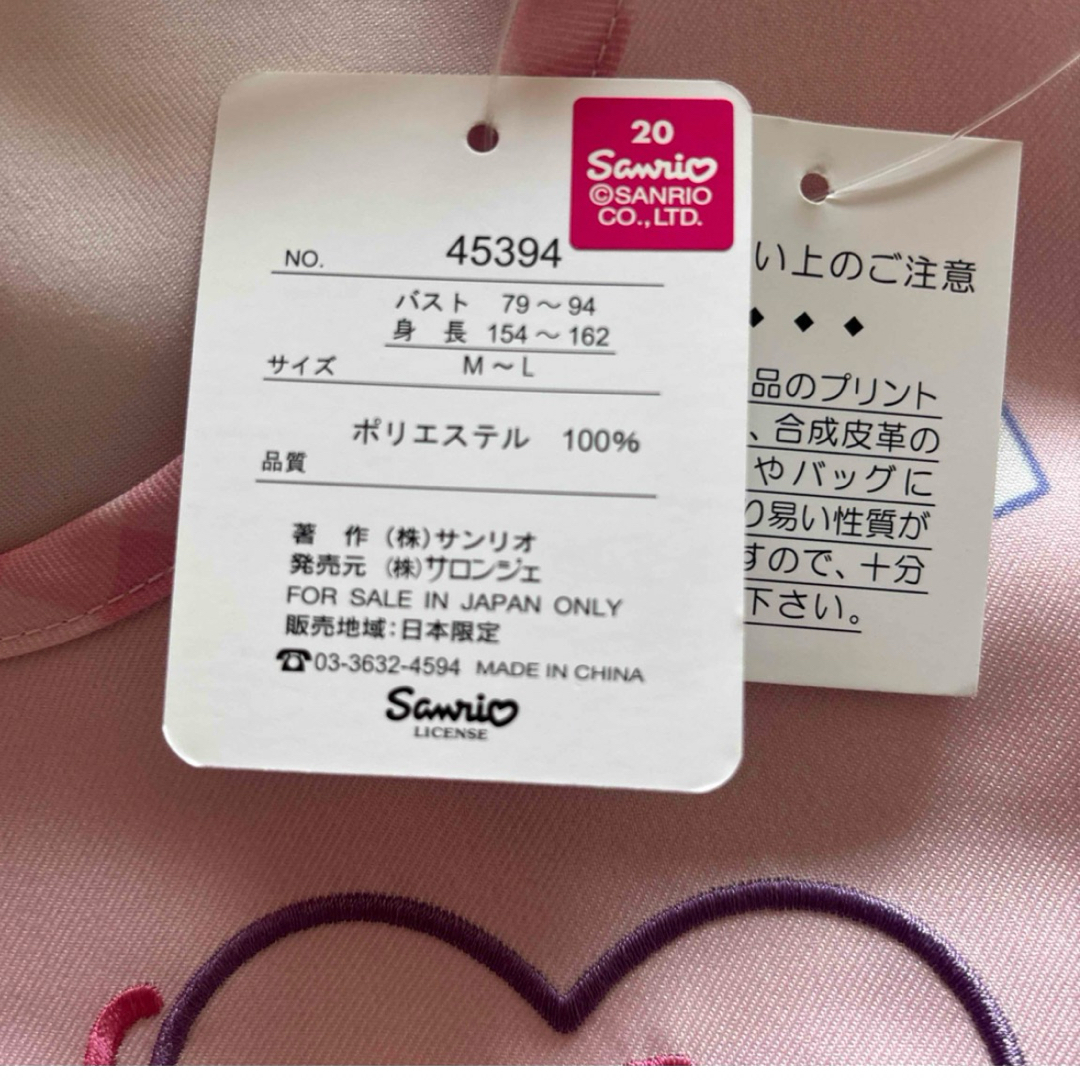 20
Sanrio
©SANRIO
CO.,LTD.
NO. 45394
バスト 79～94
身 長 154～162
サイズ M～L
ポリエステル 100%
品質
著 作 (株)サンリオ
発売元 (株)サロンジェ
FOR SALE IN JAPAN ONLY
販売地域:日本限定
☎03-3632-4594 MADE IN CHINA
Sanrio
LICENSE
い上のご注意
◆ ◆ ◆
品のプリント
、合成皮革の
やバッグに
り易い性質が
すので、十分
下さい。